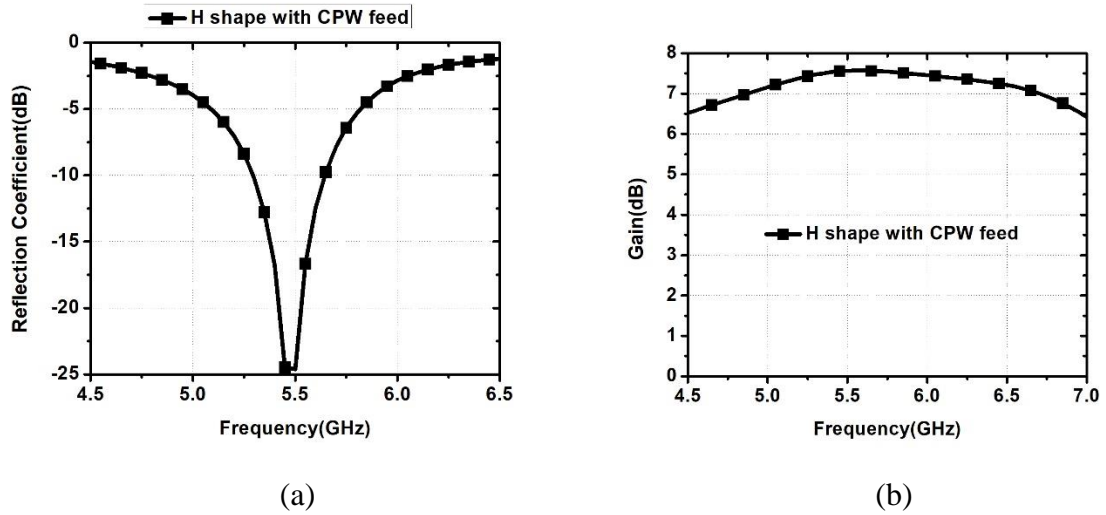 H shape with CPW feed
0
-5
-10
-15
-20
-25
Reflection Coefficient(dB)
4.5 5.0 5.5 6.0 6.5
Frequency(GHz)
(a)
8
7
6
5
4
3
2
1
0
Gain(dB)
H shape with CPW feed
4.5 5.0 5.5 6.0 6.5 7.0
Frequency(GHz)
(b)